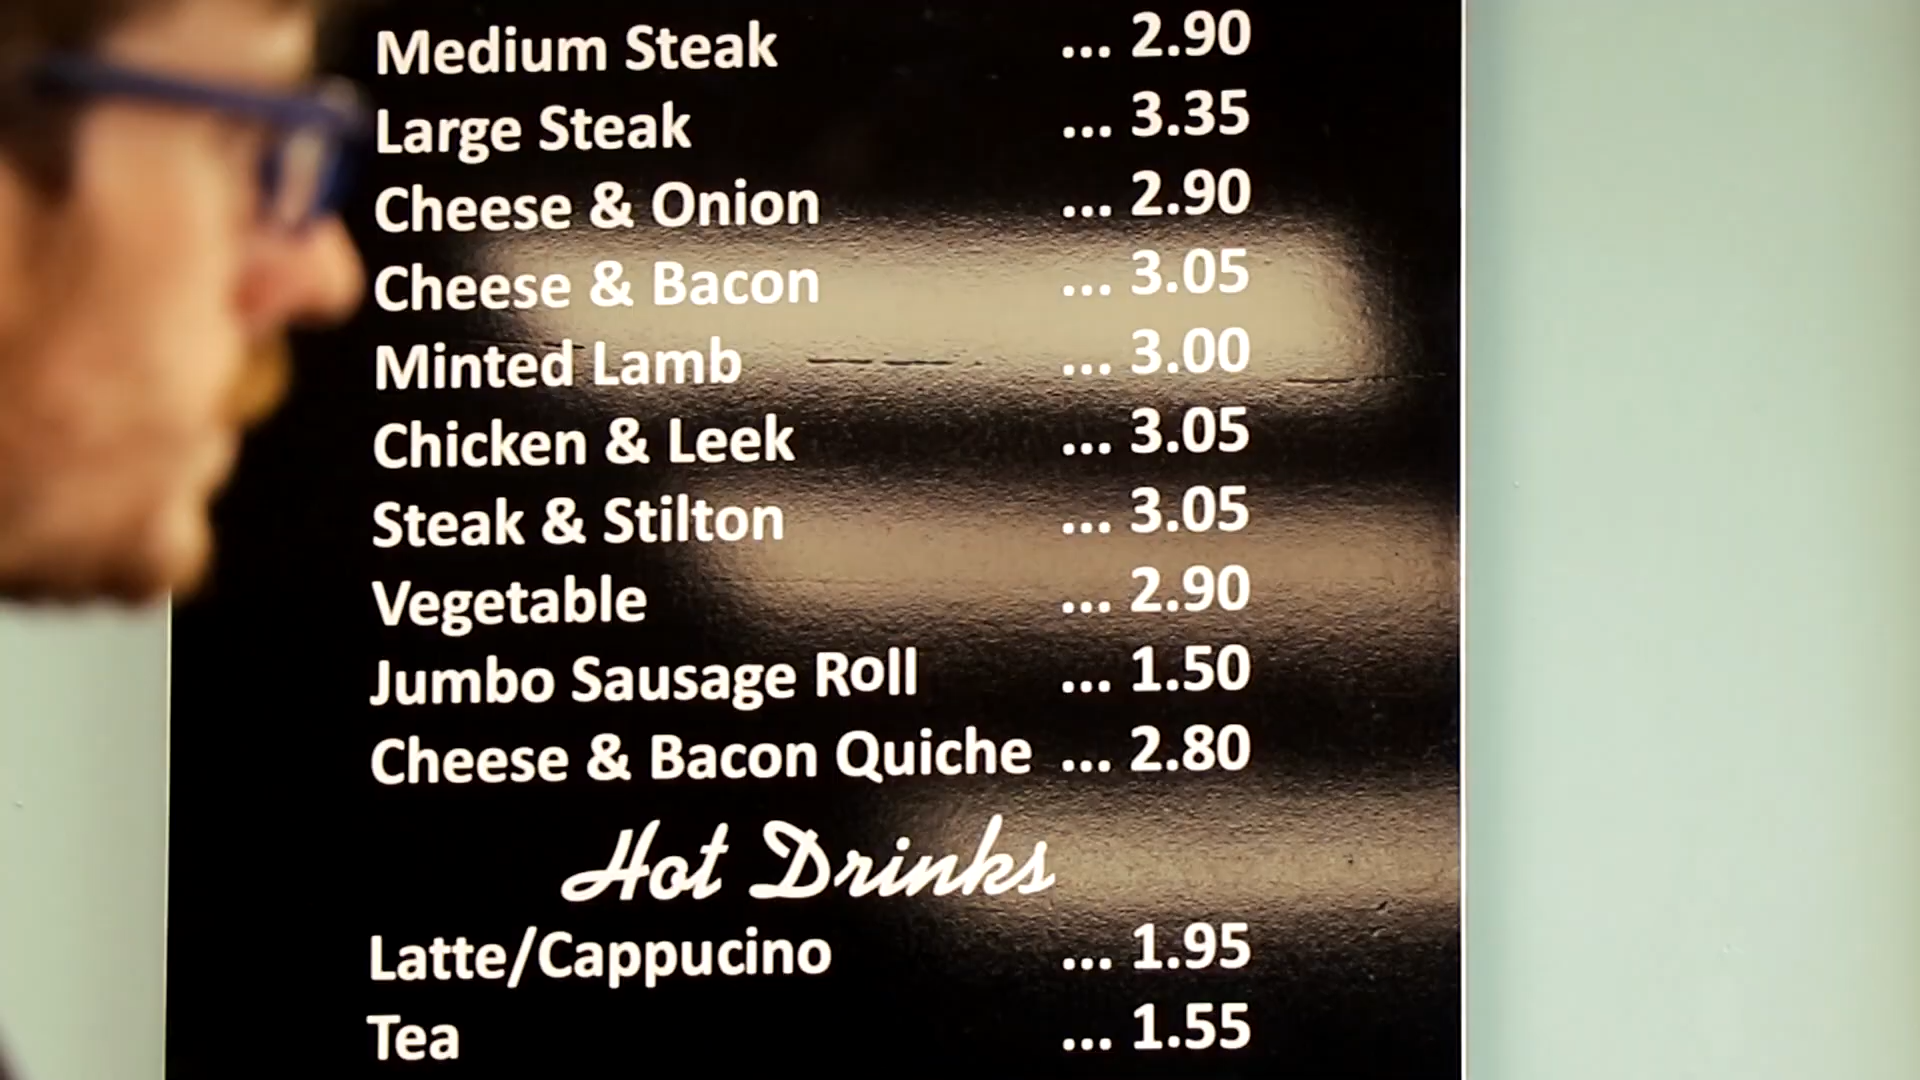 Medium Steak ... 2.90
Large Steak ... 3.35
Cheese & Onion ... 2.90
Cheese & Bacon ... 3.05
Minted Lamb ... 3.00
Chicken & Leek ... 3.05
Steak & Stilton ... 3.05
Vegetable ... 2.90
Jumbo Sausage Roll ... 1.50
Cheese & Bacon Quiche ... 2.80
Hot Drinks
Latte/Cappucino ... 1.95
Tea ... 1.55